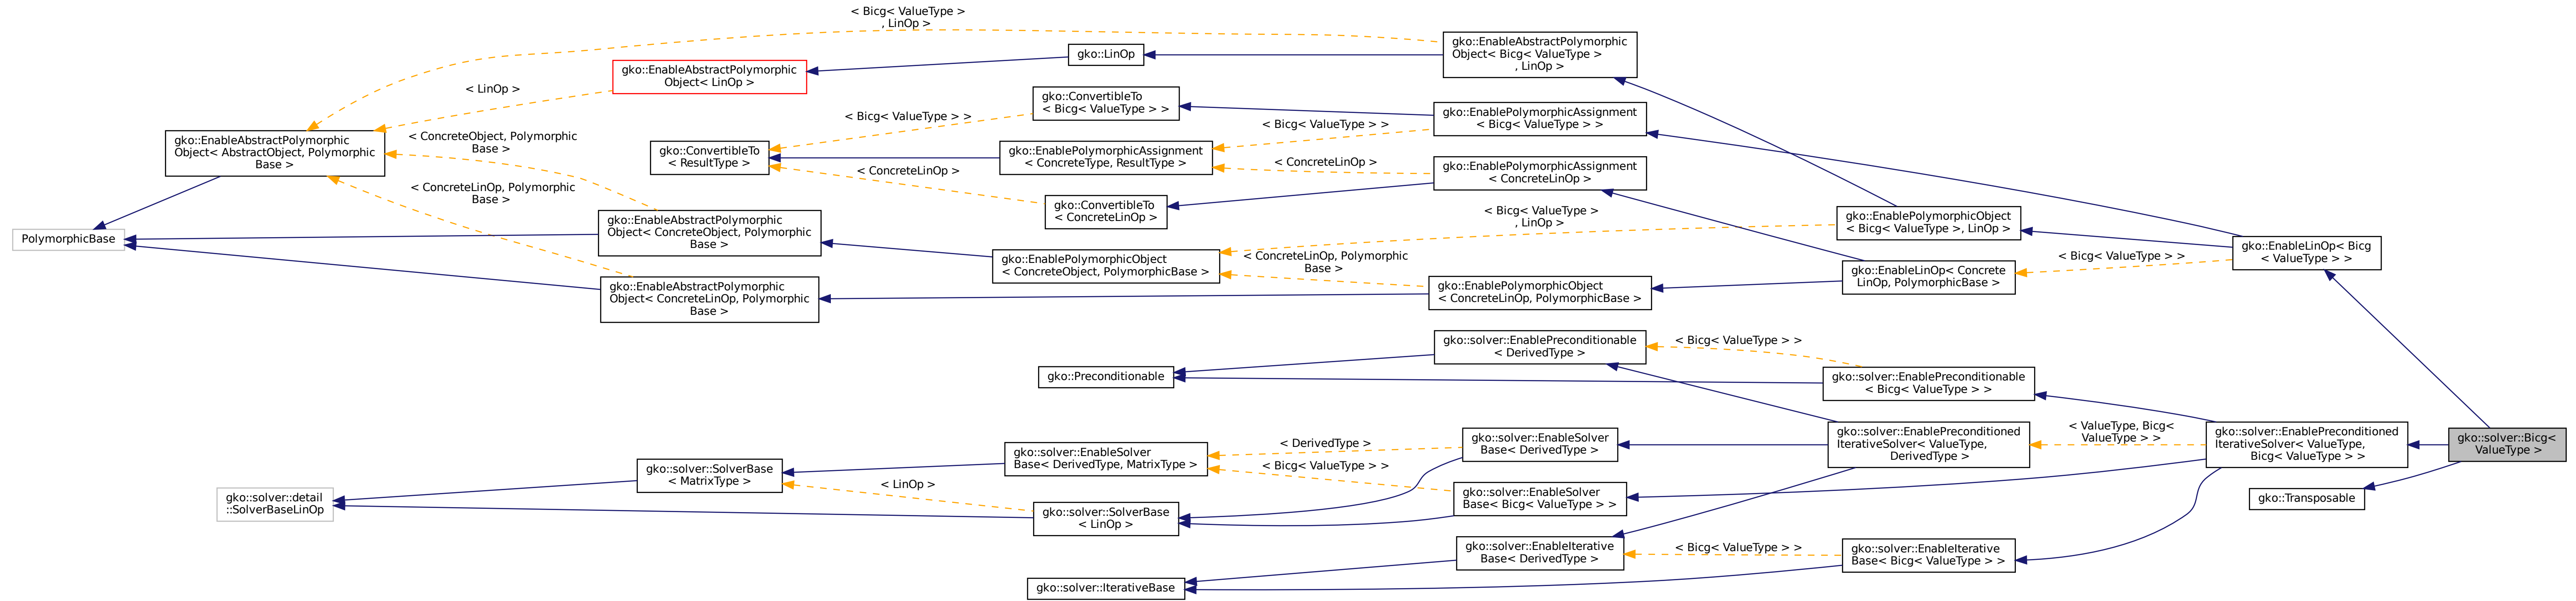 < Bicg< ValueType >
, LinOp >
gko::EnableAbstractPolymorphic
Object< Bicg< ValueType >
, LinOp >
gko::LinOp
gko::EnableAbstractPolymorphic
Object< LinOp >
< LinOp >
gko::ConvertibleTo
< Bicg< ValueType > >
gko::EnablePolymorphicAssignment
< Bicg< ValueType > >
< Bicg< ValueType > >
< Bicg< ValueType > >
gko::EnableAbstractPolymorphic
Object< AbstractObject, Polymorphic
Base >
< ConcreteObject, Polymorphic
Base >
gko::ConvertibleTo
< ResultType >
gko::EnablePolymorphicAssignment
< ConcreteType, ResultType >
< ConcreteLinOp >
gko::EnablePolymorphicAssignment
< ConcreteLinOp >
< ConcreteLinOp >
< ConcreteLinOp, Polymorphic
Base >
gko::ConvertibleTo
< ConcreteLinOp >
< Bicg< ValueType >
, LinOp >
gko::EnablePolymorphicObject
< Bicg< ValueType >, LinOp >
PolymorphicBase
gko::EnableAbstractPolymorphic
Object< ConcreteObject, Polymorphic
Base >
gko::EnableLinOp< Bicg
< ValueType > >
gko::EnablePolymorphicObject
< ConcreteObject, PolymorphicBase >
< ConcreteLinOp, Polymorphic
Base >
gko::EnableLinOp< Concrete
LinOp, PolymorphicBase >
< Bicg< ValueType > >
gko::EnableAbstractPolymorphic
Object< ConcreteLinOp, Polymorphic
Base >
gko::EnablePolymorphicObject
< ConcreteLinOp, PolymorphicBase >
gko::solver::EnablePreconditionable
< DerivedType >
< Bicg< ValueType > >
gko::Preconditionable
gko::solver::EnablePreconditionable
< Bicg< ValueType > >
gko::solver::EnablePreconditioned
IterativeSolver< ValueType,
DerivedType >
< ValueType, Bicg<
ValueType > >
gko::solver::EnablePreconditioned
IterativeSolver< ValueType,
Bicg< ValueType > >
gko::solver::Bicg<
ValueType >
gko::solver::EnableSolver
Base< DerivedType >
< DerivedType >
gko::solver::EnableSolver
Base< DerivedType, MatrixType >
< Bicg< ValueType > >
gko::solver::SolverBase
< MatrixType >
< LinOp >
gko::solver::EnableSolver
Base< Bicg< ValueType > >
gko::Transposable
gko::solver::detail
::SolverBaseLinOp
gko::solver::SolverBase
< LinOp >
gko::solver::EnableIterative
Base< DerivedType >
< Bicg< ValueType > >
gko::solver::EnableIterative
Base< Bicg< ValueType > >
gko::solver::IterativeBase